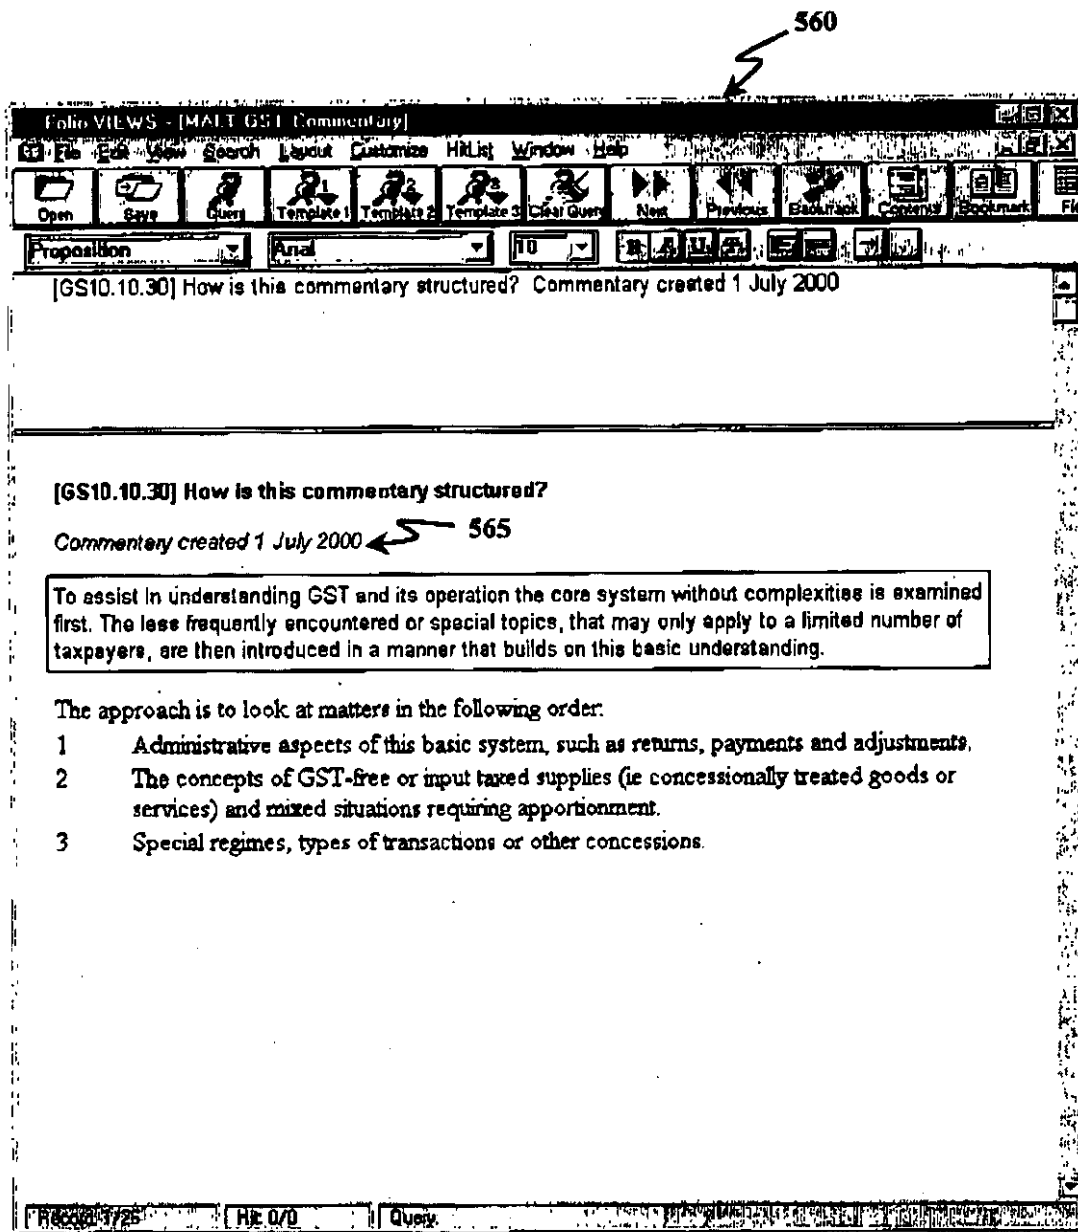 560
Folio VIEWS - [MALT GST Commentary]
File Edit View Search Layout Customize HitList Window Help
Open Save Query Template 1 Template 2 Template 3 Clear Query Next Previous Backtrack Contents Bookmark
Proposition Arial 10
[GS10.10.30] How is this commentary structured? Commentary created 1 July 2000
[GS10.10.30] How is this commentary structured?
Commentary created 1 July 2000 565
To assist in understanding GST and its operation the core system without complexities is examined
first. The less frequently encountered or special topics, that may only apply to a limited number of
taxpayers, are then introduced in a manner that builds on this basic understanding.
The approach is to look at matters in the following order:
1 Administrative aspects of this basic system, such as returns, payments and adjustments.
2 The concepts of GST-free or input taxed supplies (ie concessionally treated goods or
services) and mixed situations requiring apportionment.
3 Special regimes, types of transactions or other concessions.
Record: 1/26 Hit: 0/0 Query: